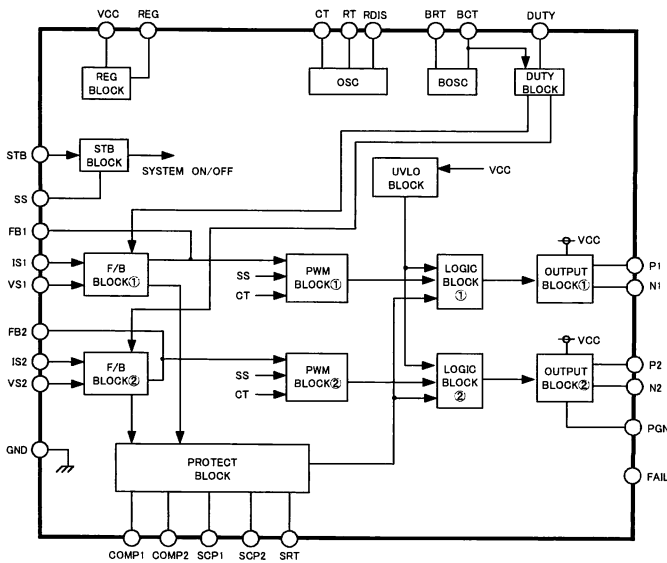 VCC REG CT RT RDIS BRT BCT DUTY
REG
BLOCK
OSC
BOSC
DUTY
BLOCK
STB
STB
BLOCK
SYSTEM ON/OFF
UVLO
BLOCK
VCC
SS
FB1
IS1
VS1
F/B
BLOCK①
SS
CT
PWM
BLOCK①
LOGIC
BLOCK
①
VCC
OUTPUT
BLOCK①
P1
N1
FB2
IS2
VS2
F/B
BLOCK②
SS
CT
PWM
BLOCK②
LOGIC
BLOCK
②
VCC
OUTPUT
BLOCK②
P2
N2
PGN
GND
PROTECT
BLOCK
FAIL
COMP1 COMP2 SCP1 SCP2 SRT